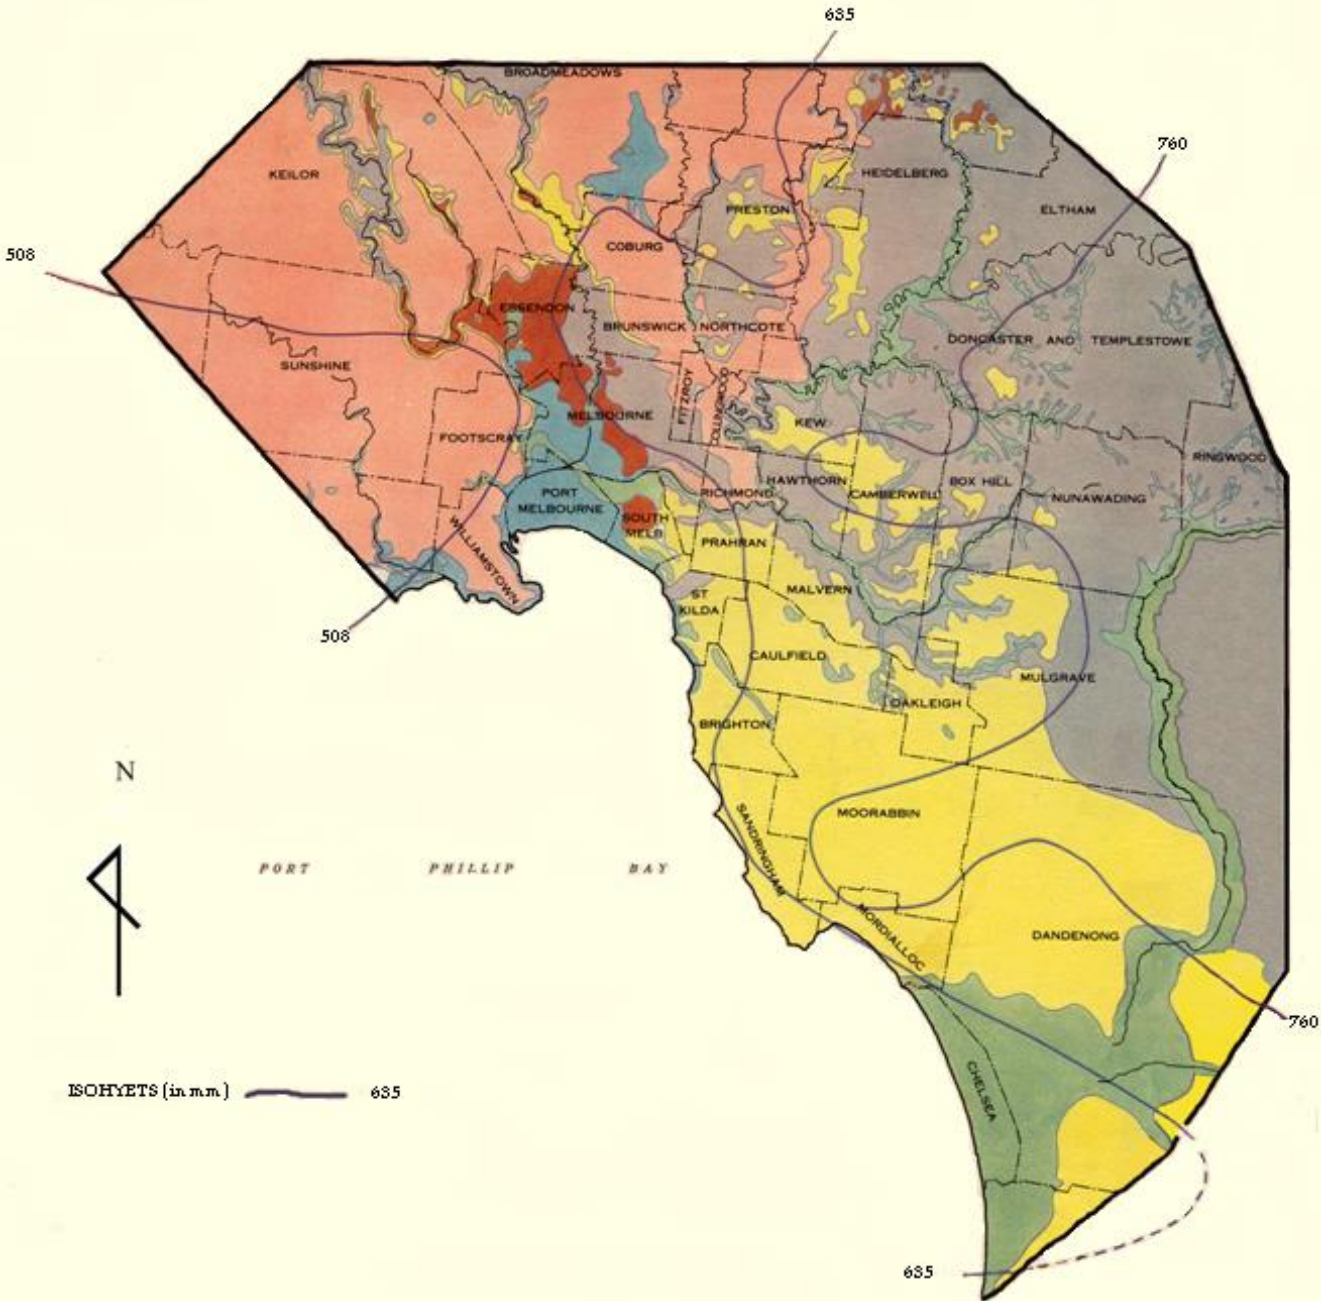 635
BROADMEADOWS
760
KEILOR
HEIDELBERG
ELTHAM
PRESTON
508
COBURG
ESSENDON
BRUNSWICK
NORTHCOTE
DONCASTER AND TEMPLESTOWE
SUNSHINE
FITZROY
COLLINGWOOD
MELBOURNE
KEW
FOOTSCRAY
RINGWOOD
HAWTHORN
BOX HILL
RICHMOND
CAMBERWELL
NUNAWADING
PORT
MELBOURNE
SOUTH
MELB
WILLIAMSTOWN
PRAHRAN
MALVERN
ST
KILDA
508
CAULFIELD
MULGRAVE
OAKLEIGH
BRIGHTON
N
MOORABBIN
SANDRINGHAM
PORT PHILLIP BAY
MORDIALLOC
DANDENONG
760
CHELSEA
ISOHYETS (in mm) 635
635